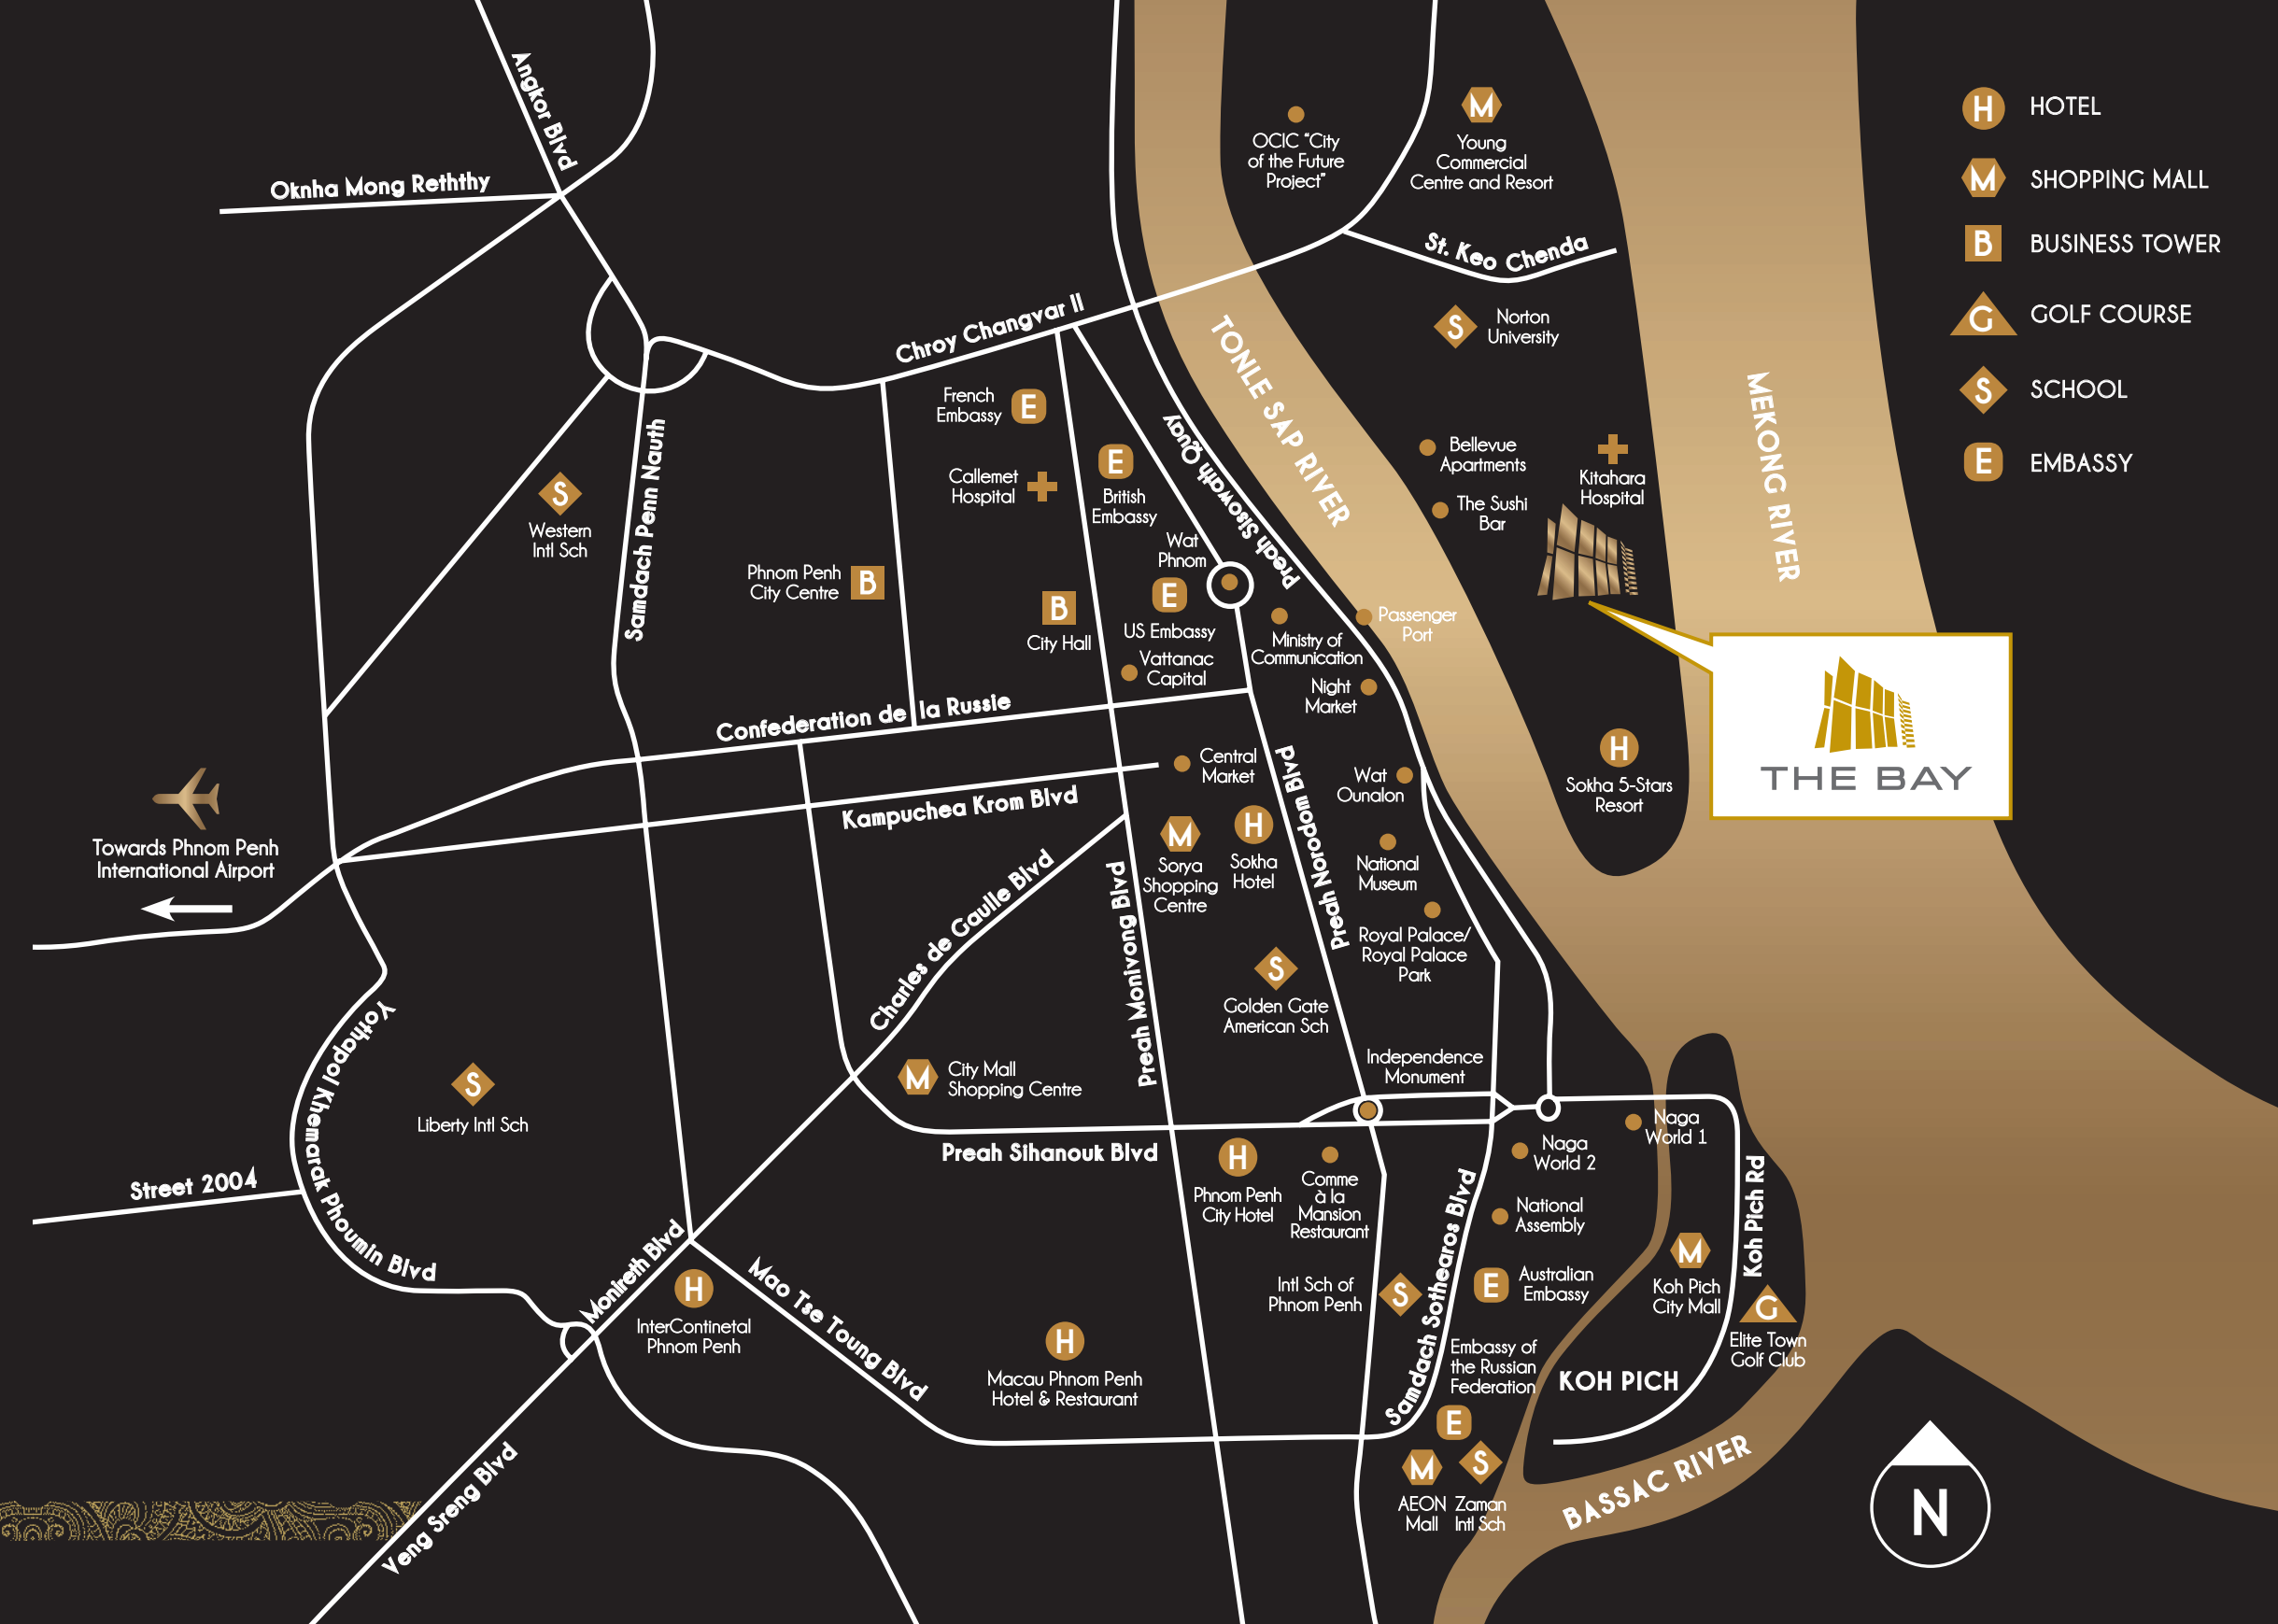 Angkor Blvd
Oknha Mong Reththy
OCIC "City
of the Future
Project"
M
Young
Commercial
Centre and Resort
St. Keo Chenda
H HOTEL
M SHOPPING MALL
B BUSINESS TOWER
G GOLF COURSE
S SCHOOL
E EMBASSY
Chroy Changvar II
TONLE SAP RIVER
S Norton
University
MEKONG RIVER
French
Embassy
E
Callemet
Hospital
E
British
Embassy
Preah Sisowath Quay
Bellevue
Apartments
The Sushi
Bar
Kitahara
Hospital
S
Western
Intl Sch
Samdach Penn Nauth
Phnom Penh
City Centre
B
B
City Hall
Wat
Phnom
E
US Embassy
Vattanac
Capital
Ministry of
Communication
Passenger
Port
Night
Market
THE BAY
Confederation de la Russie
Kampuchea Krom Blvd
Central
Market
H
Sokha 5-Stars
Resort
Towards Phnom Penh
International Airport
M
Sorya
Shopping
Centre
H
Sokha
Hotel
Preah Norodom Blvd
Wat
Ounalon
National
Museum
Royal Palace/
Royal Palace
Park
Charles de Gaulle Blvd
Preah Monivong Blvd
S
Golden Gate
American Sch
Yothapol Khemarak Phoumin Blvd
S
Liberty Intl Sch
M
City Mall
Shopping Centre
Independence
Monument
Preah Sihanouk Blvd
Naga
World 1
Naga
World 2
Street 2004
H
Phnom Penh
City Hotel
Comme
à la
Mansion
Restaurant
National
Assembly
Koh Pich Rd
M
Koh Pich
City Mall
G
Elite Town
Golf Club
Monireth Blvd
H
InterContinetal
Phnom Penh
Mao Tse Toung Blvd
H
Macau Phnom Penh
Hotel & Restaurant
Intl Sch of
Phnom Penh
S
Samdach Sothearos Blvd
E
Australian
Embassy
Embassy of
the Russian
Federation
E
KOH PICH
M
AEON
Mall
S
Zaman
Intl Sch
BASSAC RIVER
Veng Sreng Blvd
N